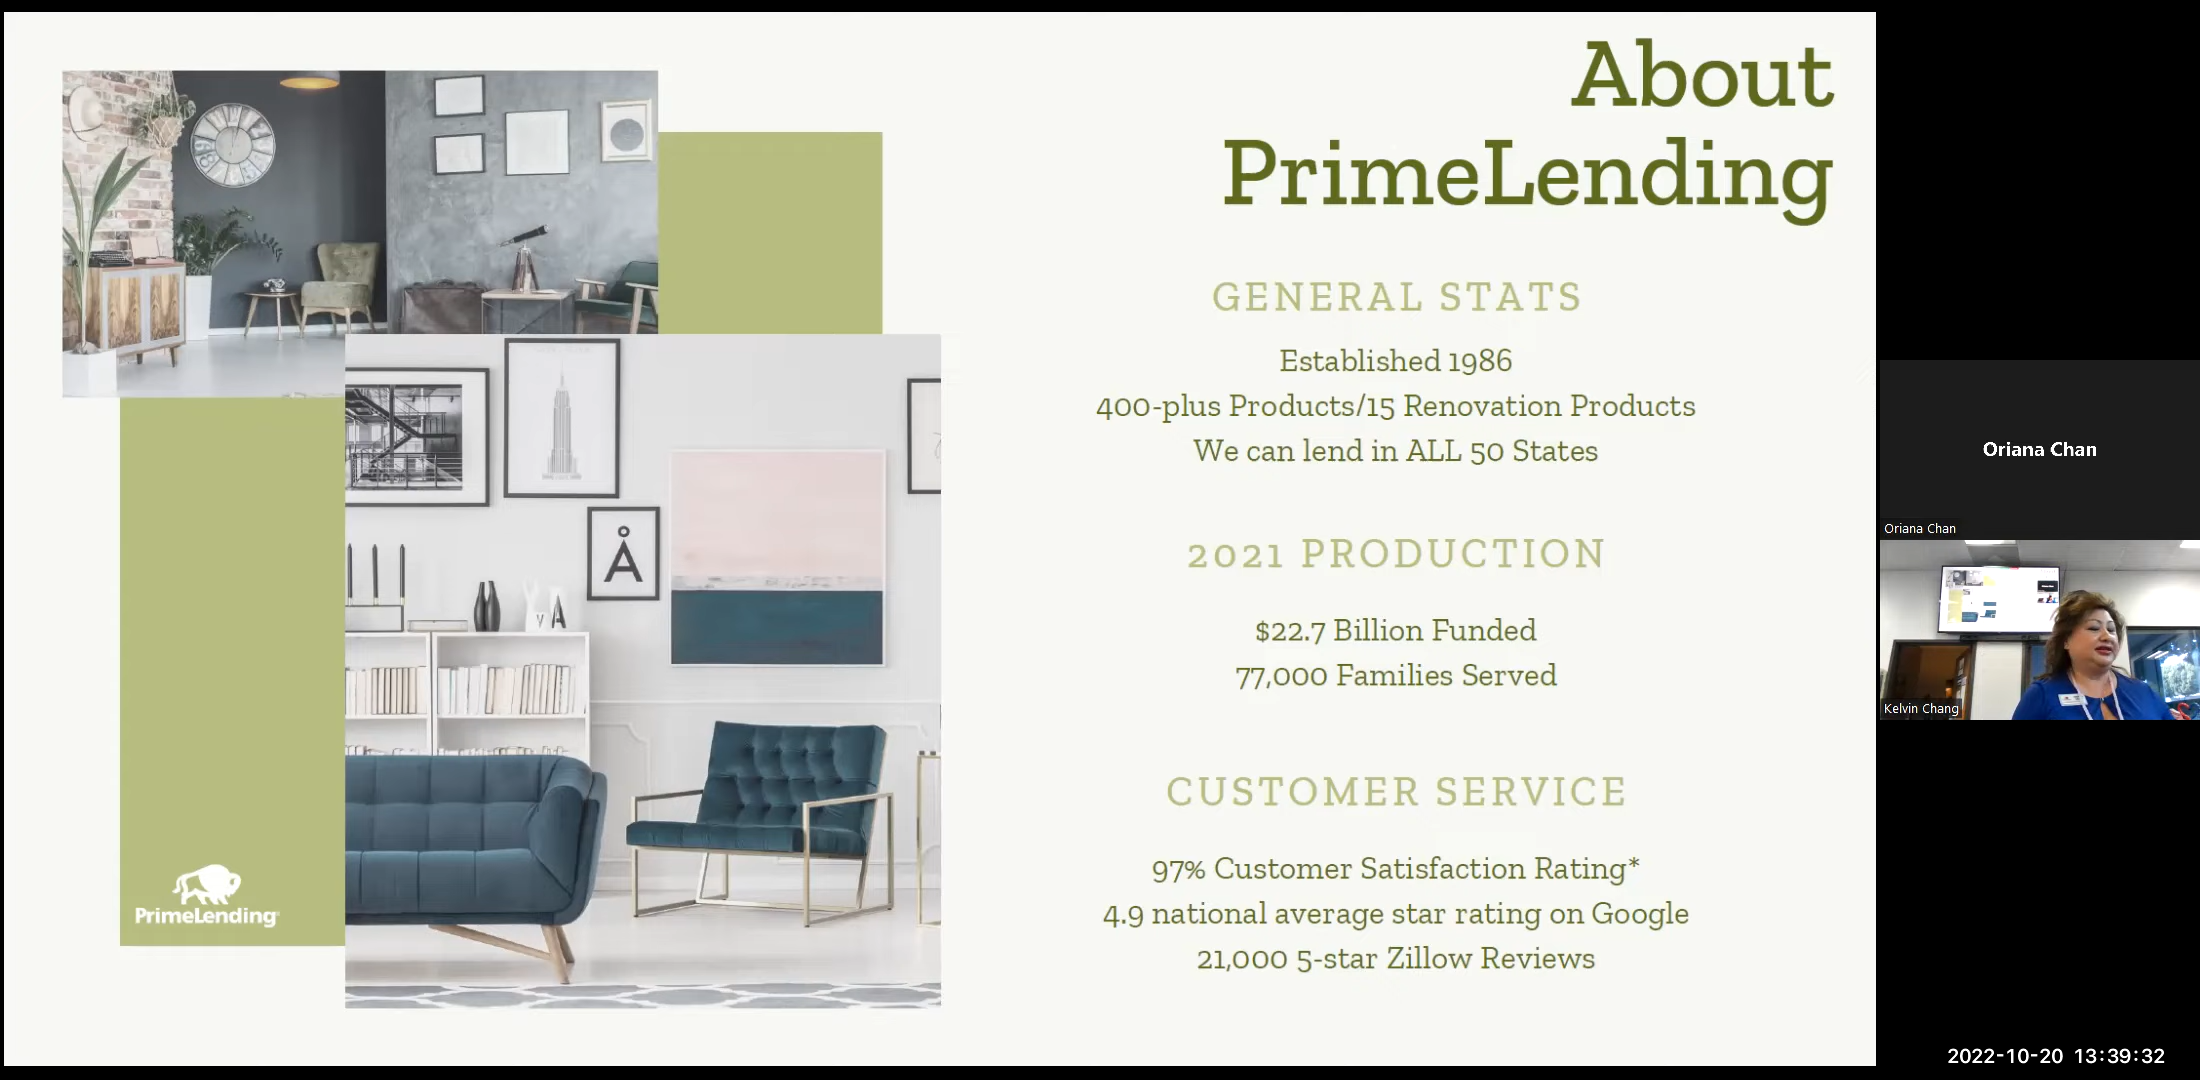 About
PrimeLending
GENERAL STATS
Established 1986
400-plus Products/15 Renovation Products
We can lend in ALL 50 States
2021 PRODUCTION
$22.7 Billion Funded
77,000 Families Served
CUSTOMER SERVICE
97% Customer Satisfaction Rating*
4.9 national average star rating on Google
21,000 5-star Zillow Reviews
Å
VA
PrimeLending
Oriana Chan
Oriana Chan
Kelvin Chang
2022-10-20 13:39:32